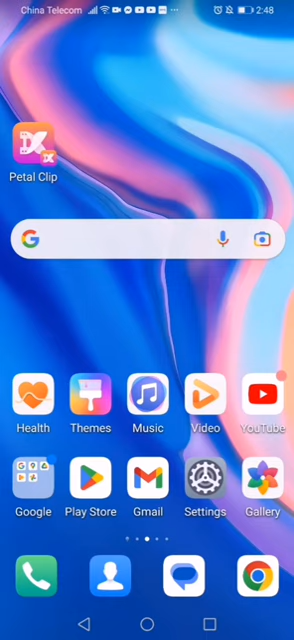 China Telecom
2:48
Petal Clip
Health Themes Music Video YouTube
Google Play Store Gmail Settings Gallery